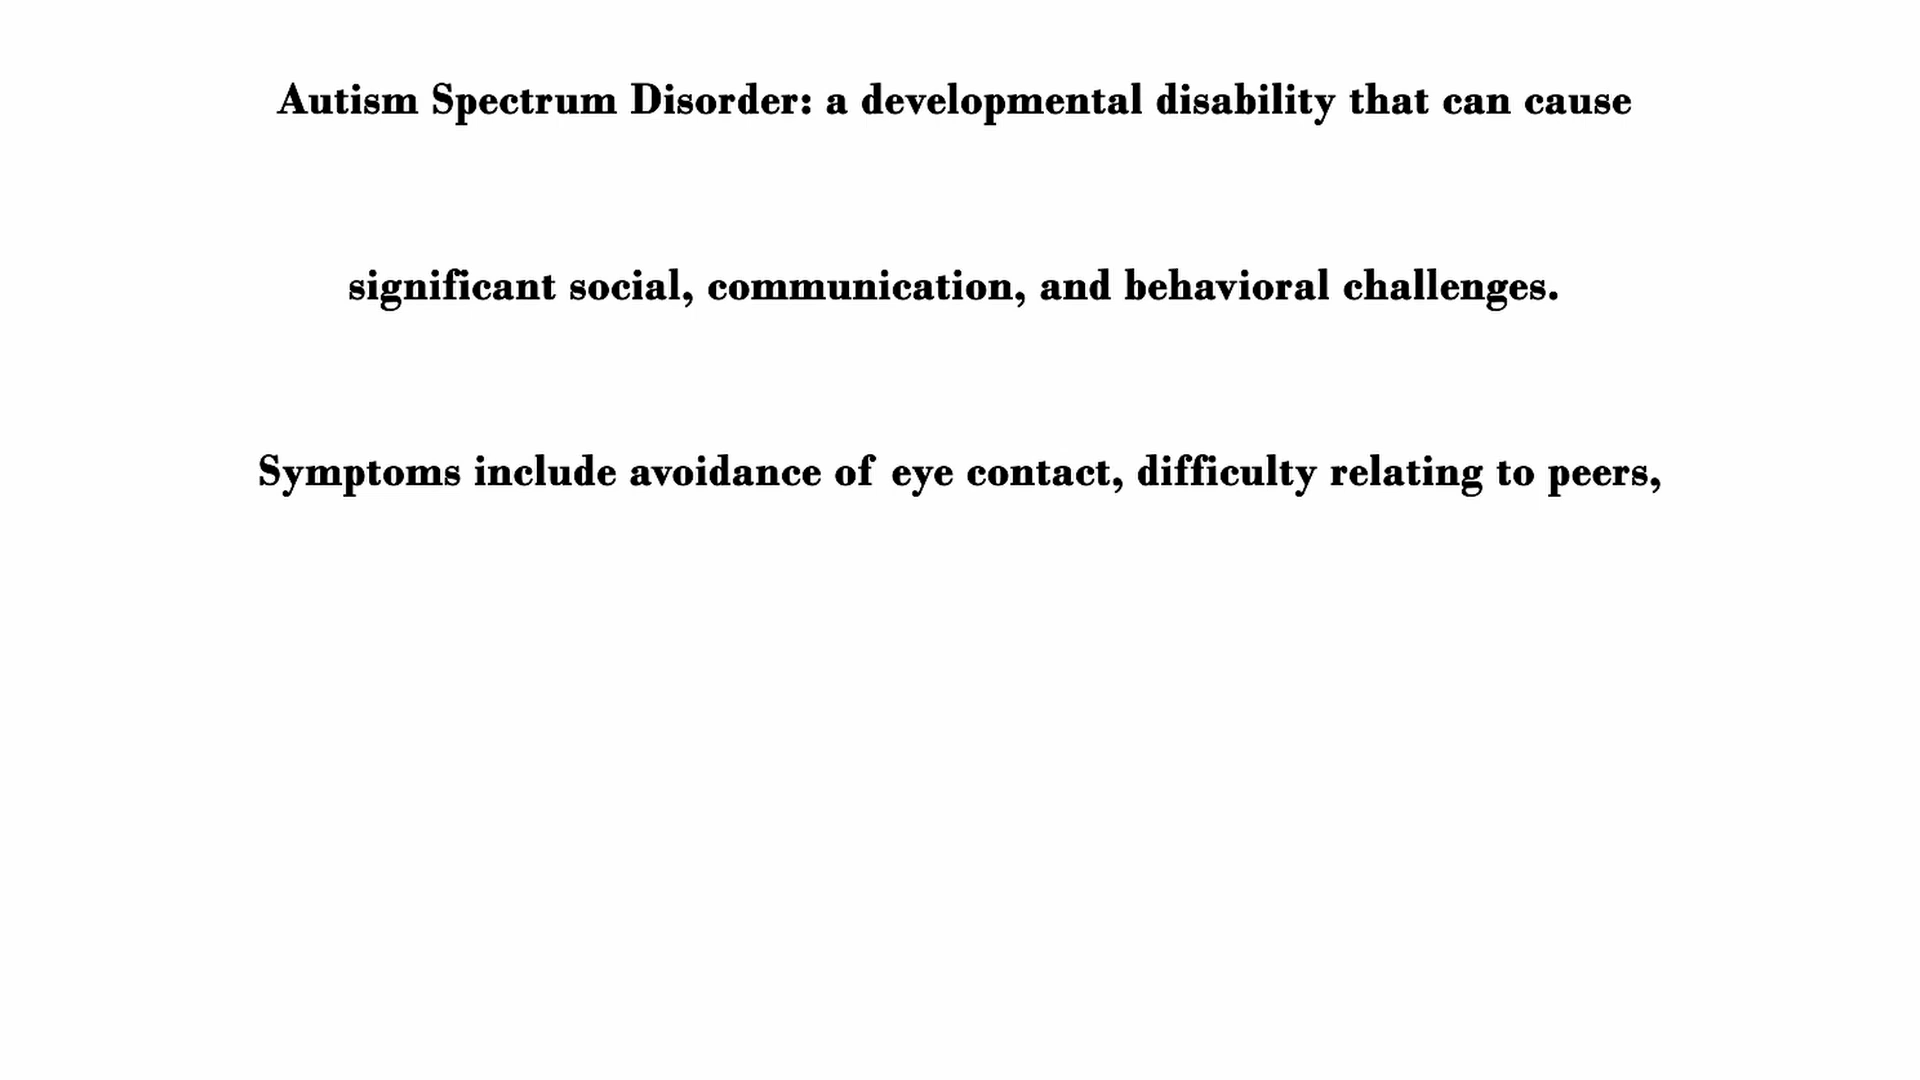 Autism Spectrum Disorder: a developmental disability that can cause
significant social, communication, and behavioral challenges.
Symptoms include avoidance of eye contact, difficulty relating to peers,